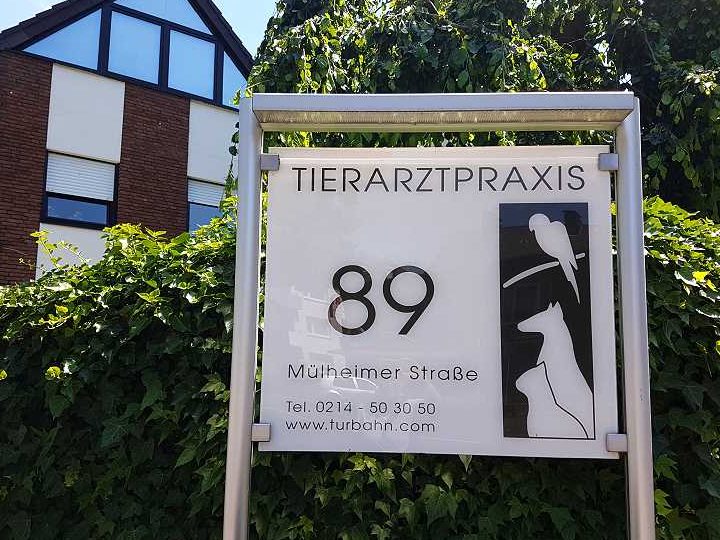 TIERARZTPRAXIS
89
Mülheimer Straße
Tel. 0214 - 50 30 50
www.turbahn.com